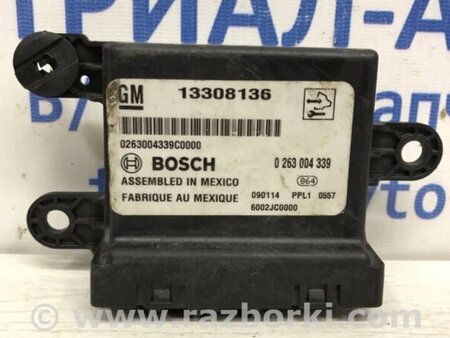 ТРИАЛ-А
GM 13308136
0263004339C0000
BOSCH 0 263 004 339
ASSEMBLED IN MEXICO 864
FABRIQUE AU MEXIQUE 090114 PPL1 0557
6002JC0000
www.razborki.com